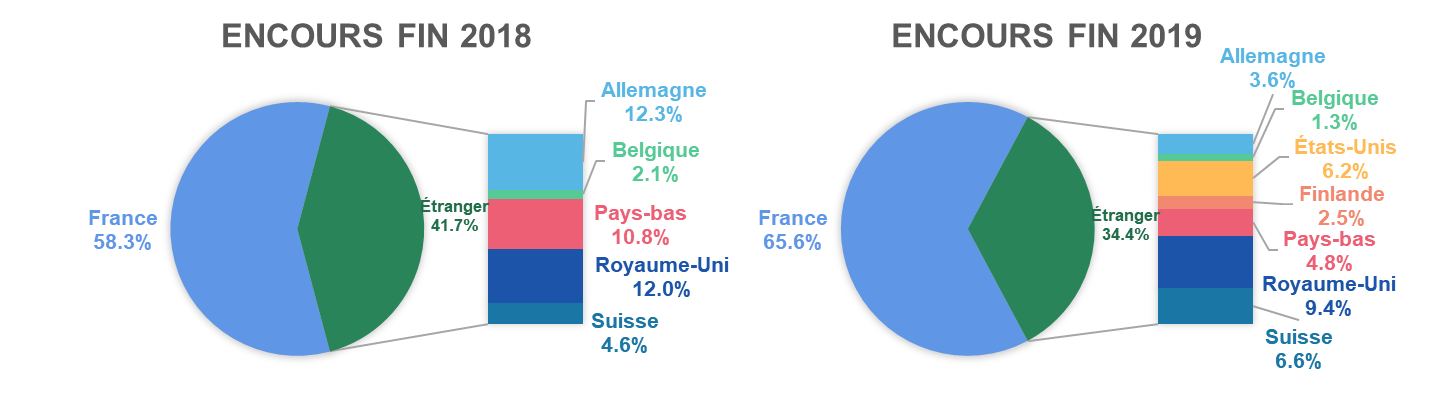 ENCOURS FIN 2018
Allemagne
12.3%
Belgique
2.1%
France
58.3%
Étranger
41.7%
Pays-bas
10.8%
Royaume-Uni
12.0%
Suisse
4.6%
ENCOURS FIN 2019
Allemagne
3.6%
Belgique
1.3%
États-Unis
6.2%
Finlande
2.5%
France
65.6%
Étranger
34.4%
Pays-bas
4.8%
Royaume-Uni
9.4%
Suisse
6.6%